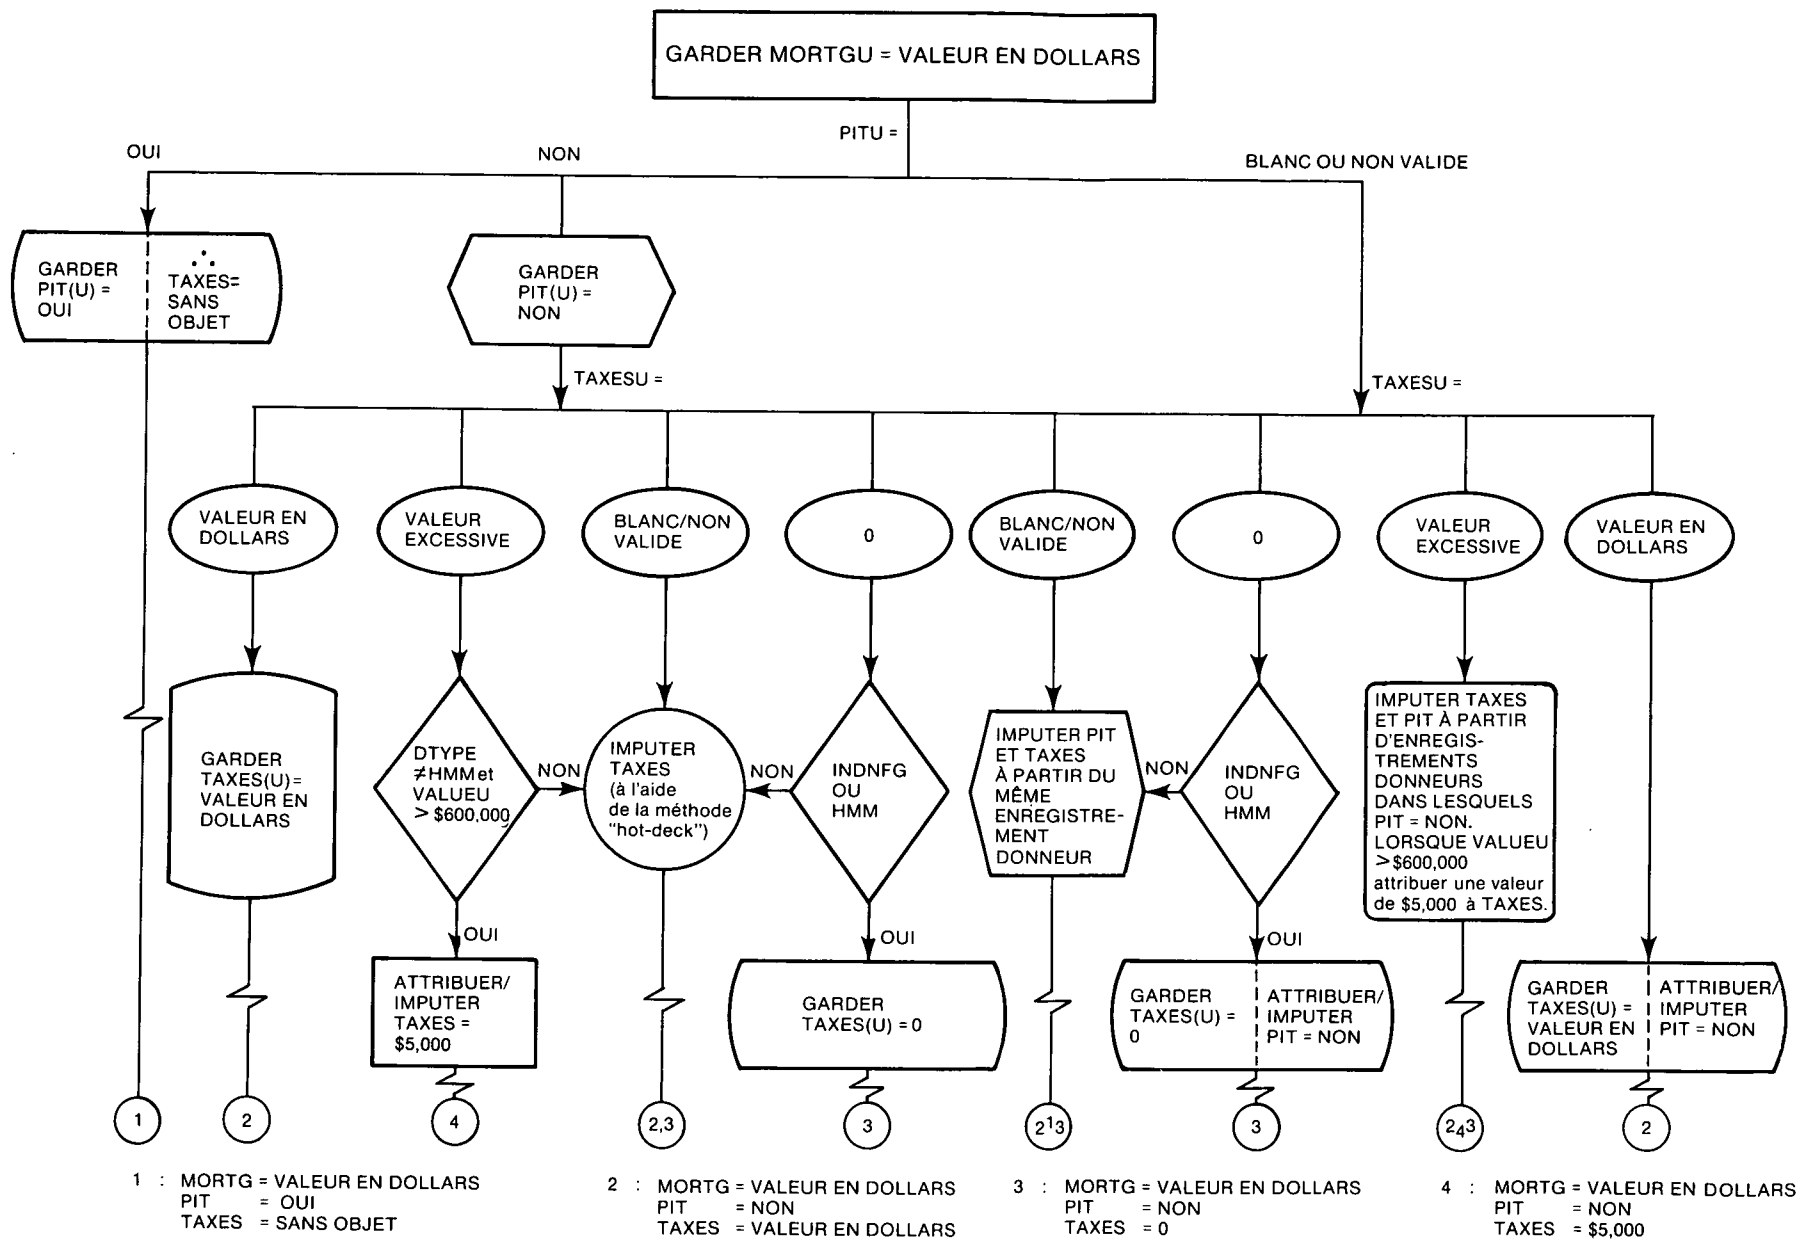 GARDER MORTGU = VALEUR EN DOLLARS
PITU =
OUI
NON
BLANC OU NON VALIDE
GARDER
PIT(U) =
OUI
∴
TAXES=
SANS
OBJET
GARDER
PIT(U) =
NON
TAXESU =
TAXESU =
VALEUR EN
DOLLARS
VALEUR
EXCESSIVE
BLANC/NON
VALIDE
0
BLANC/NON
VALIDE
0
VALEUR
EXCESSIVE
VALEUR EN
DOLLARS
GARDER
TAXES(U)=
VALEUR EN
DOLLARS
DTYPE
≠HMM et
VALUEU
> $600,000
NON
IMPUTER
TAXES
(à l'aide
de la méthode
"hot-deck")
NON
INDNFG
OU
HMM
IMPUTER PIT
ET TAXES
À PARTIR DU
MÊME
ENREGISTRE-
MENT
DONNEUR
NON
INDNFG
OU
HMM
IMPUTER TAXES
ET PIT À PARTIR
D'ENREGIS-
TREMENTS
DONNEURS
DANS LESQUELS
PIT = NON.
LORSQUE VALUEU
>$600,000
attribuer une valeur
de $5,000 à TAXES.
OUI
OUI
OUI
ATTRIBUER/
IMPUTER
TAXES =
$5,000
GARDER
TAXES(U) = 0
GARDER
TAXES(U) =
0
ATTRIBUER/
IMPUTER
PIT = NON
GARDER
TAXES(U) =
VALEUR EN
DOLLARS
ATTRIBUER/
IMPUTER
PIT = NON
1
2
4
2,3
3
2¹3
3
2₄3
2
1 : MORTG = VALEUR EN DOLLARS
PIT = OUI
TAXES = SANS OBJET
2 : MORTG = VALEUR EN DOLLARS
PIT = NON
TAXES = VALEUR EN DOLLARS
3 : MORTG = VALEUR EN DOLLARS
PIT = NON
TAXES = 0
4 : MORTG = VALEUR EN DOLLARS
PIT = NON
TAXES = $5,000